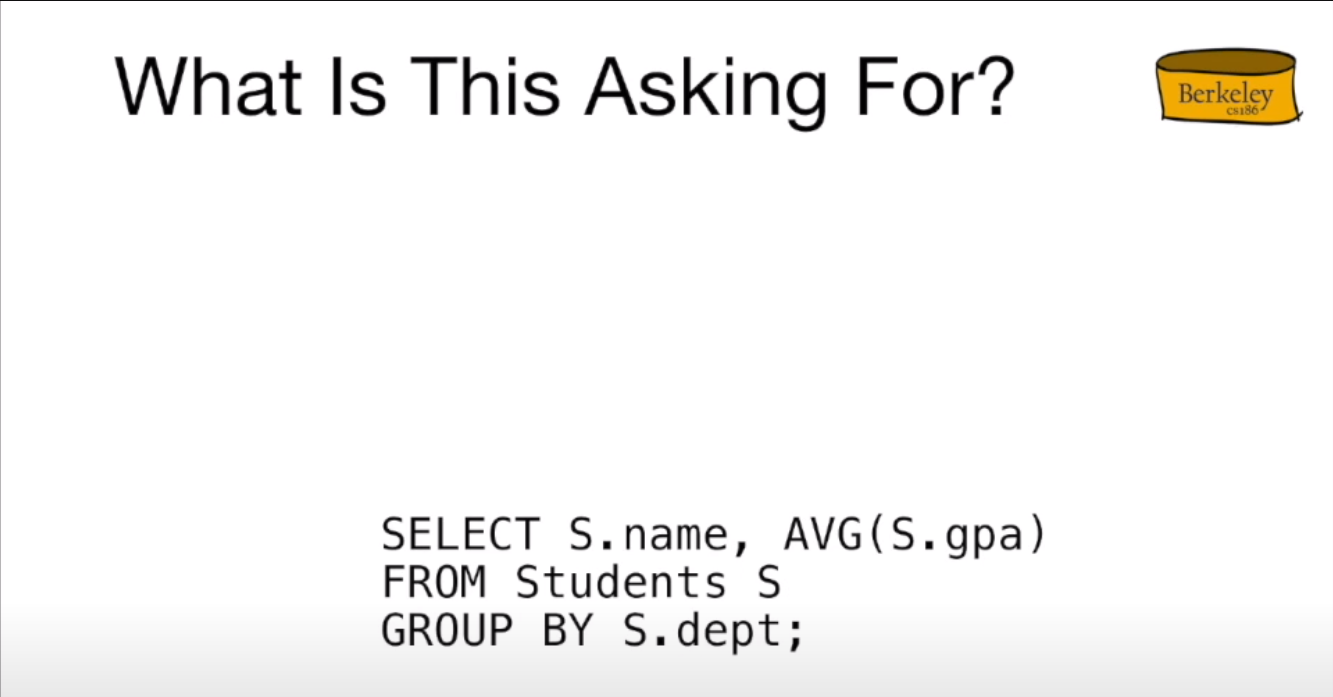 What Is This Asking For?
Berkeley
cs186
SELECT S.name, AVG(S.gpa)
FROM Students S
GROUP BY S.dept;